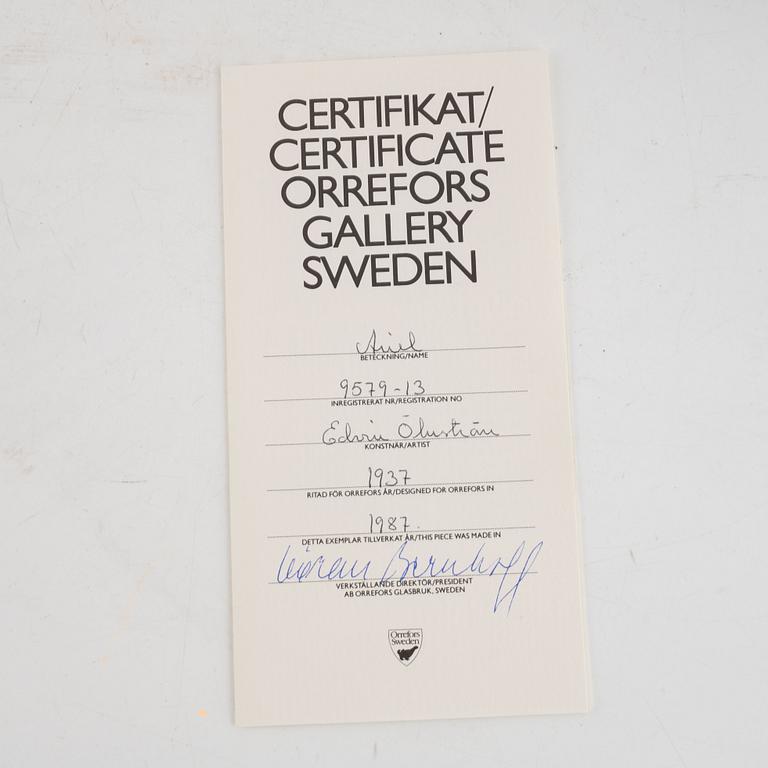 CERTIFIKAT/
CERTIFICATE
ORREFORS
GALLERY
SWEDEN
Ariel
BETECKNING/NAME
9579-13
INREGISTRERAT NR/REGISTRATION NO
Edvin Öhrström
KONSTNÄR/ARTIST
1937
RITAD FÖR ORREFORS ÅR/DESIGNED FOR ORREFORS IN
1987.
DETTA EXEMPLAR TILLVERKAT ÅR/THIS PIECE WAS MADE IN
Göran Bernhoff
VERKSTÄLLANDE DIREKTÖR/PRESIDENT
AB ORREFORS GLASBRUK, SWEDEN
Orrefors
Sweden